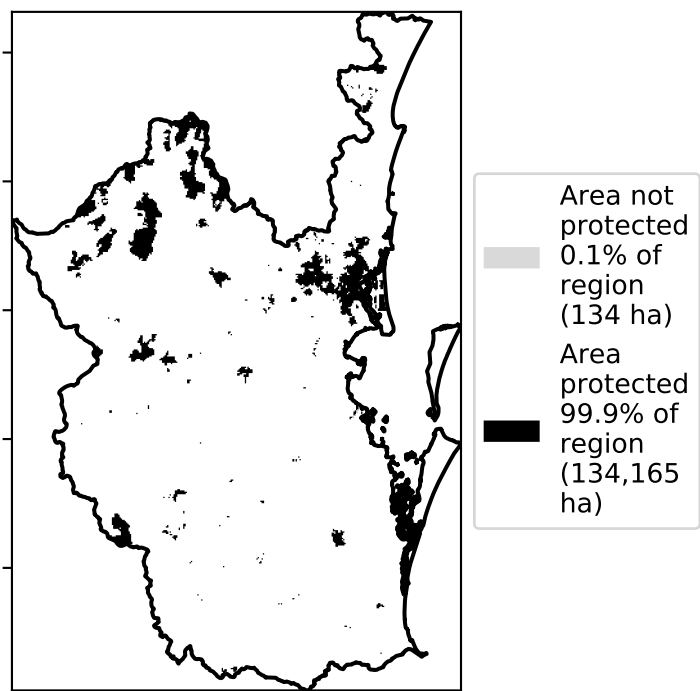 Area not
protected
0.1% of
region
(134 ha)
Area
protected
99.9% of
region
(134,165
ha)